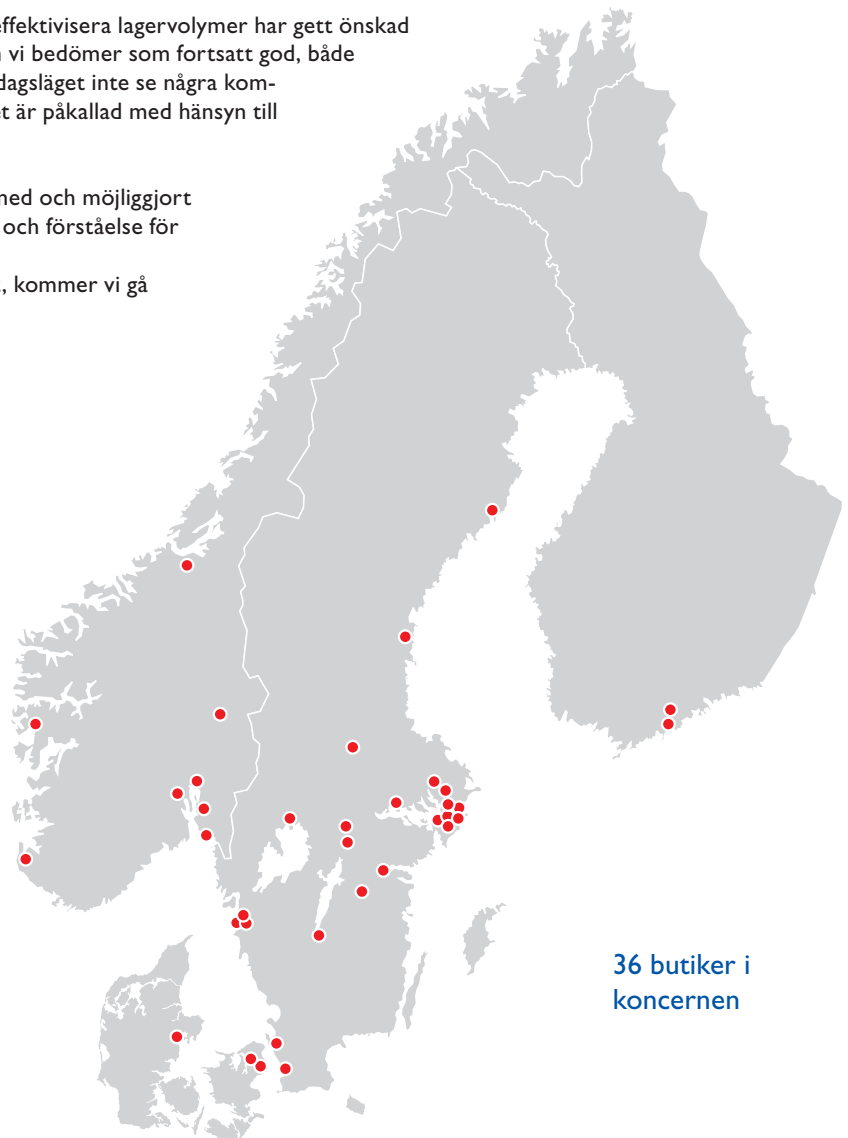 effektivisera lagervolymer har gett önskad
vi bedömer som fortsatt god, både
dagsläget inte se några kom-
et är påkallad med hänsyn till
med och möjliggjort
och förståelse för
, kommer vi gå
36 butiker i
koncernen